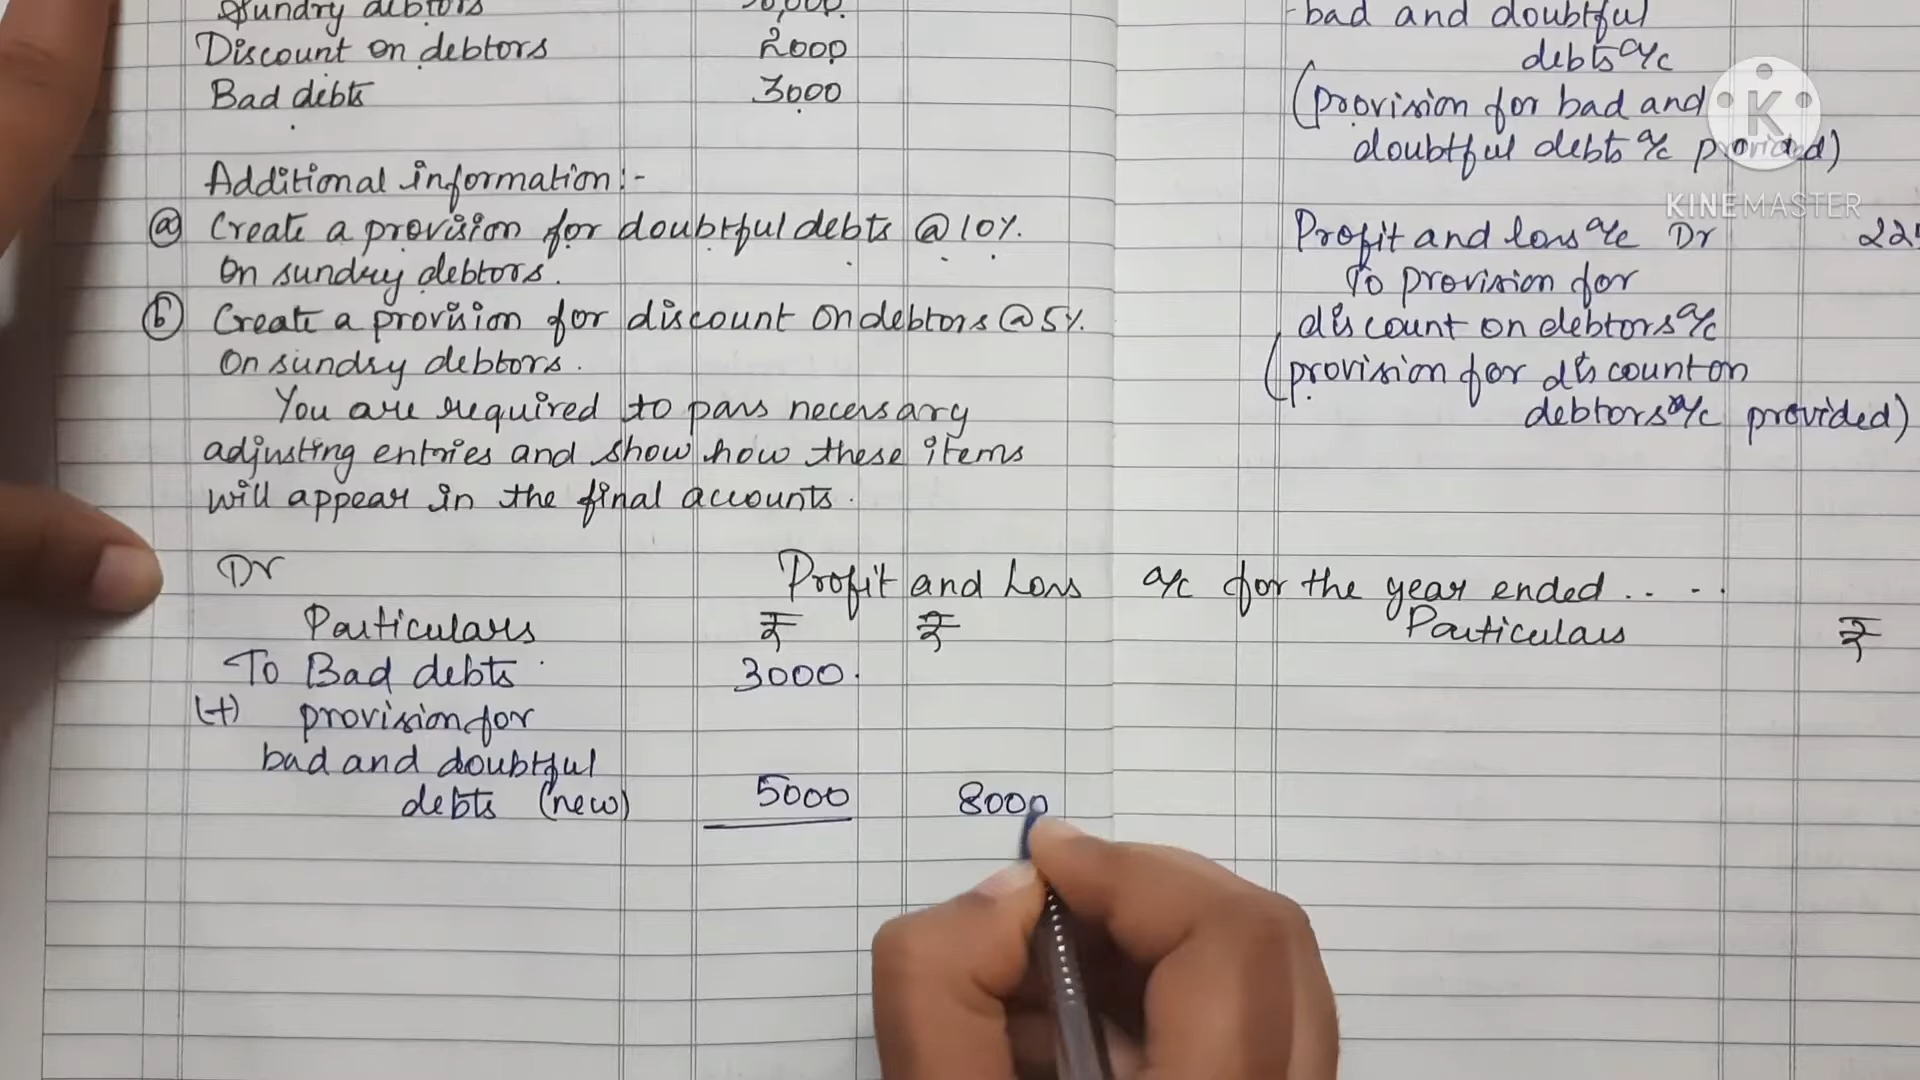 Sundry debtors
Discount on debtors 2000
Bad debts 3000
Additional information:-
(a) Create a provision for doubtful debts @ 10%.
On sundry debtors.
(b) Create a provision for discount on debtors @ 5%.
On sundry debtors.
You are required to pass necessary
adjusting entries and show how these items
will appear in the final accounts.
bad and doubtful
debts a/c
(provision for bad and
doubtful debts a/c provided)
K
KINEMASTER
Profit and loss a/c Dr
To provision for
discount on debtors a/c
(provision for discount on
debtors a/c provided)
Dr Profit and Loss a/c for the year ended .. ..
Particulars ₹ ₹ Particulars ₹
To Bad debts 3000.
(+) provision for
bad and doubtful
debts (new) 5000 8000